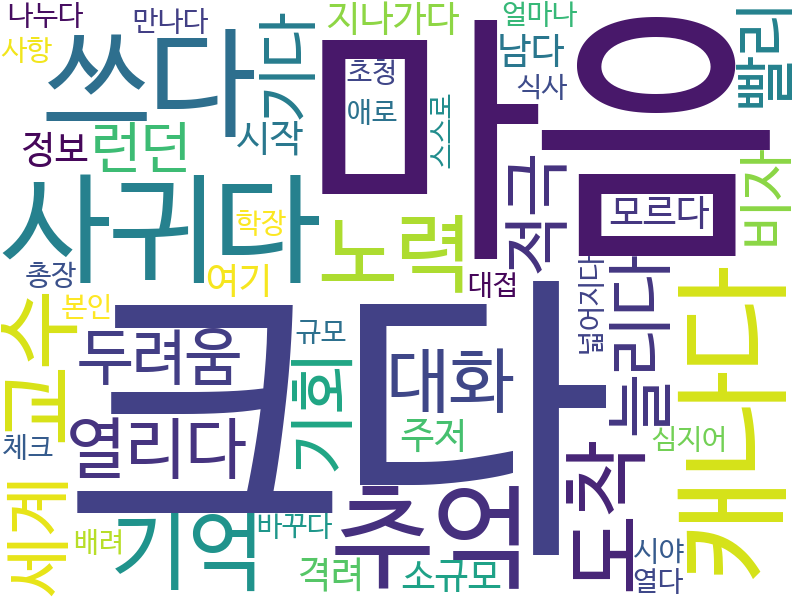 나누다
만나다
지나가다
얼마나
사항
쓰다
기다
초청
마음
남다
빨리
애로
식사
정보
런던
시작
스스로
적극
비자
사귀다
학장
노력
모르다
총장
여기
대접
넓어지다
늘리다
캐나다
본인
크다
규모
교수
두려움
기회
대화
열리다
주저
심지어
체크
도착
세계
기억
바꾸다
추억
배려
격려
소규모
시야
열다